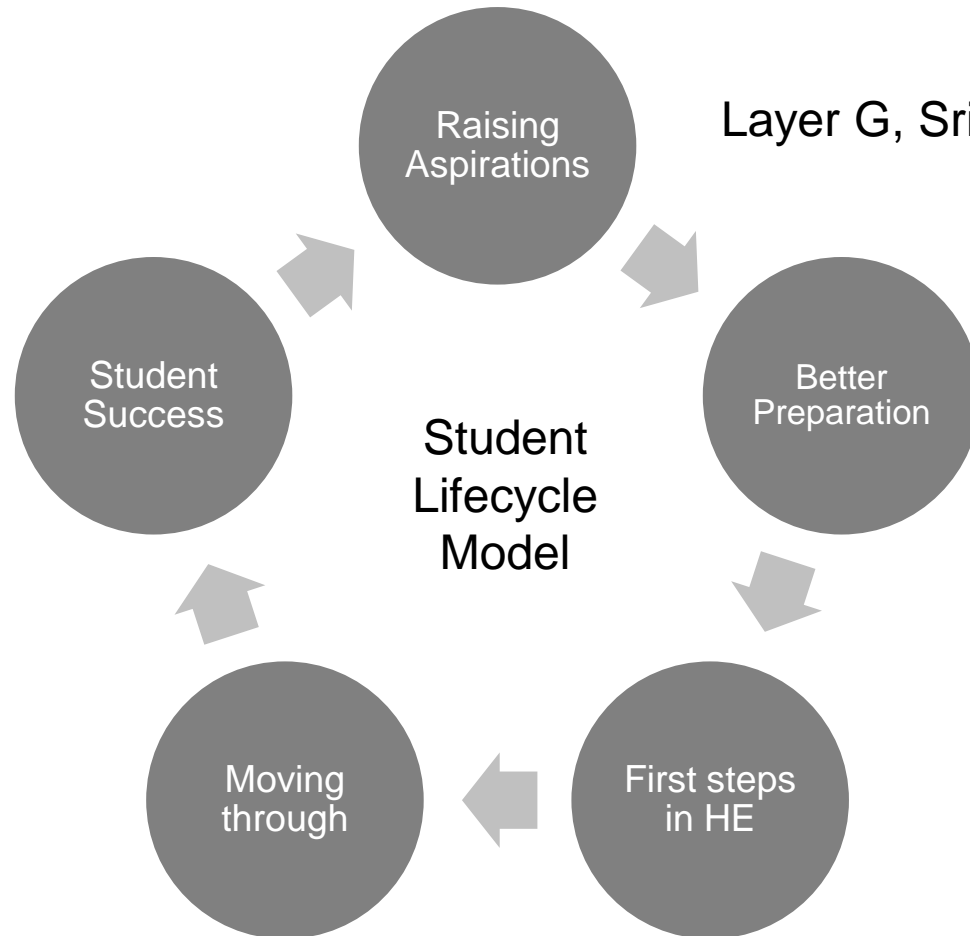 Raising
Aspirations
Layer G, Sri
Better
Preparation
First steps
in HE
Moving
through
Student
Success
Student
Lifecycle
Model